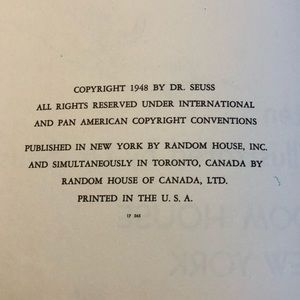 COPYRIGHT 1948 BY DR. SEUSS
ALL RIGHTS RESERVED UNDER INTERNATIONAL
AND PAN AMERICAN COPYRIGHT CONVENTIONS
PUBLISHED IN NEW YORK BY RANDOM HOUSE, INC.
AND SIMULTANEOUSLY IN TORONTO, CANADA BY
RANDOM HOUSE OF CANADA, LTD.
PRINTED IN THE U. S. A.